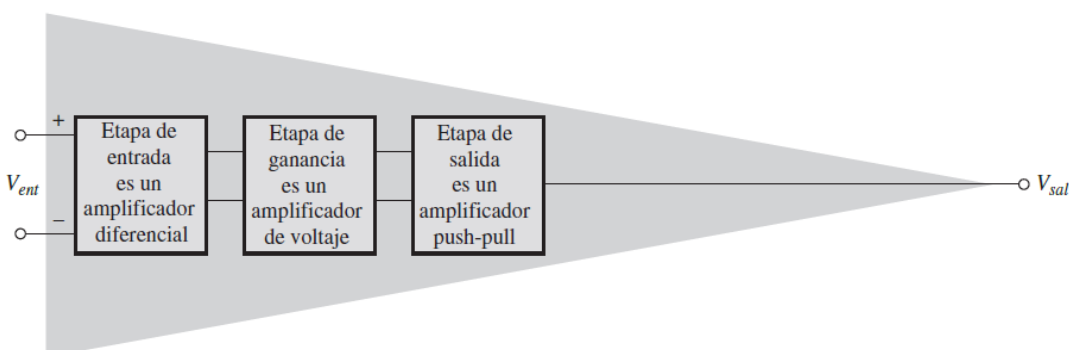 +
V_ent
−
Etapa de
entrada
es un
amplificador
diferencial
Etapa de
ganancia
es un
amplificador
de voltaje
Etapa de
salida
es un
amplificador
push-pull
V_sal